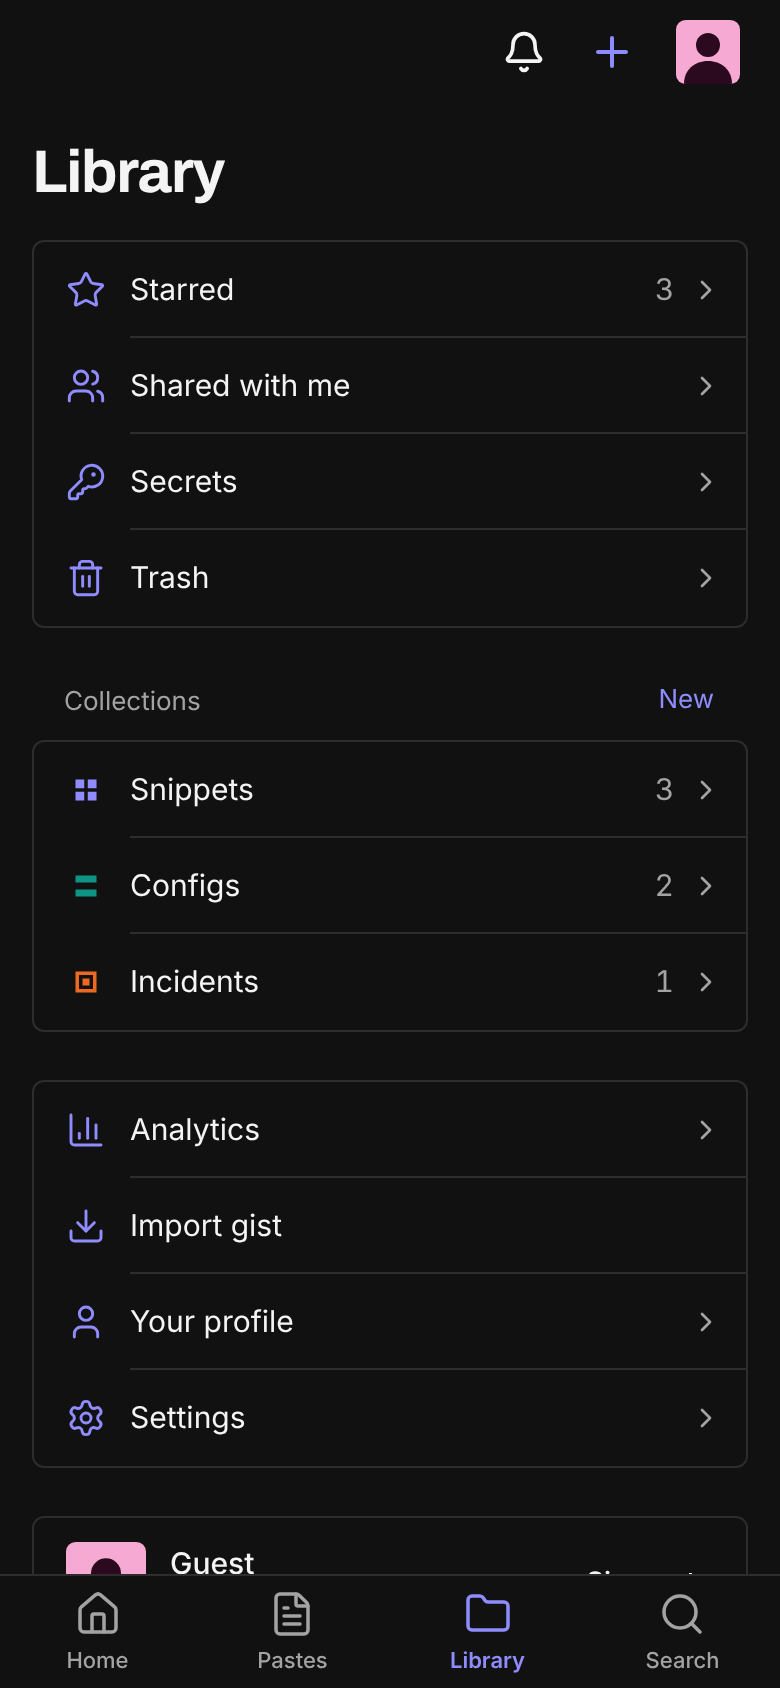 Library
Starred 3
Shared with me
Secrets
Trash
Collections New
Snippets 3
Configs 2
Incidents 1
Analytics
Import gist
Your profile
Settings
Guest
Home Pastes Library Search